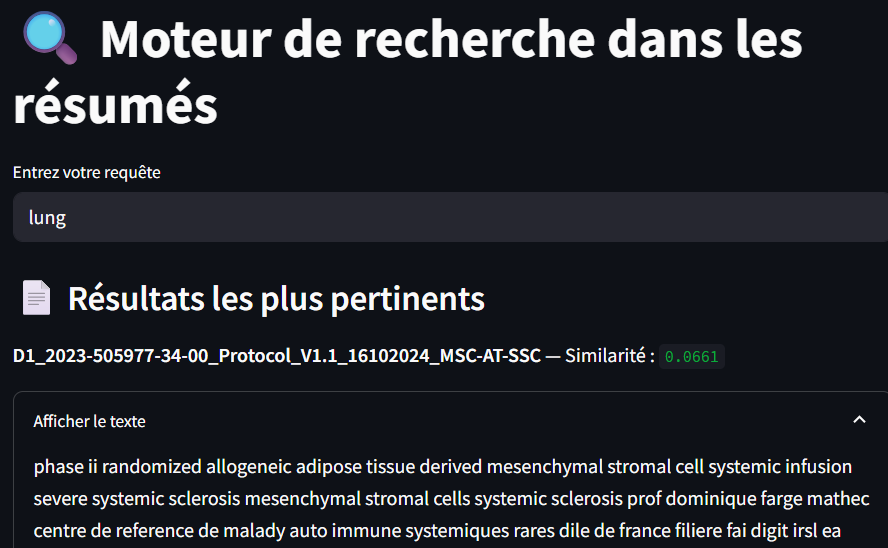 Moteur de recherche dans les
résumés
Entrez votre requête
lung
Résultats les plus pertinents
D1_2023-505977-34-00_Protocol_V1.1_16102024_MSC-AT-SSC — Similarité : 0.0661
Afficher le texte
phase ii randomized allogeneic adipose tissue derived mesenchymal stromal cell systemic infusion
severe systemic sclerosis mesenchymal stromal cells systemic sclerosis prof dominique farge mathec
centre de reference de malady auto immune systemiques rares dile de france filiere fai digit irsl ea